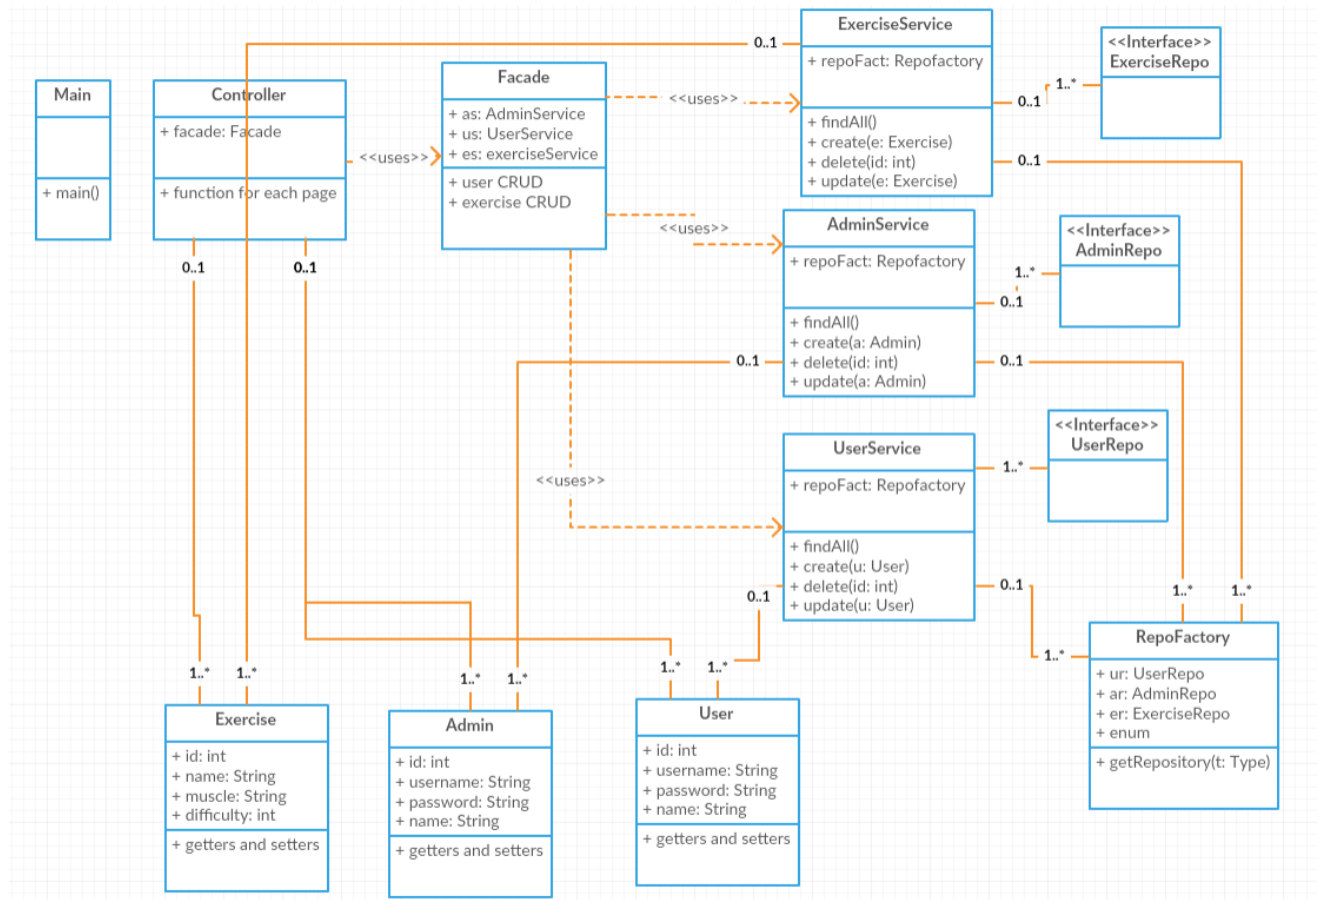 Main
+ main()
Controller
+ facade: Facade
+ function for each page
0..1
0..1
<<uses>>
Facade
+ as: AdminService
+ us: UserService
+ es: exerciseService
+ user CRUD
+ exercise CRUD
<<uses>>
<<uses>>
<<uses>>
0..1
ExerciseService
+ repoFact: Repofactory
+ findAll()
+ create(e: Exercise)
+ delete(id: int)
+ update(e: Exercise)
0..1
1..*
0..1
<<Interface>>
ExerciseRepo
AdminService
+ repoFact: Repofactory
+ findAll()
+ create(a: Admin)
+ delete(id: int)
+ update(a: Admin)
0..1
1..*
0..1
0..1
<<Interface>>
AdminRepo
UserService
+ repoFact: Repofactory
+ findAll()
+ create(u: User)
+ delete(id: int)
+ update(u: User)
1..*
0..1
0..1
<<Interface>>
UserRepo
1..*
1..*
1..*
RepoFactory
+ ur: UserRepo
+ ar: AdminRepo
+ er: ExerciseRepo
+ enum
+ getRepository(t: Type)
1..*
1..*
Exercise
+ id: int
+ name: String
+ muscle: String
+ difficulty: int
+ getters and setters
1..*
1..*
Admin
+ id: int
+ username: String
+ password: String
+ name: String
+ getters and setters
1..*
1..*
User
+ id: int
+ username: String
+ password: String
+ name: String
+ getters and setters